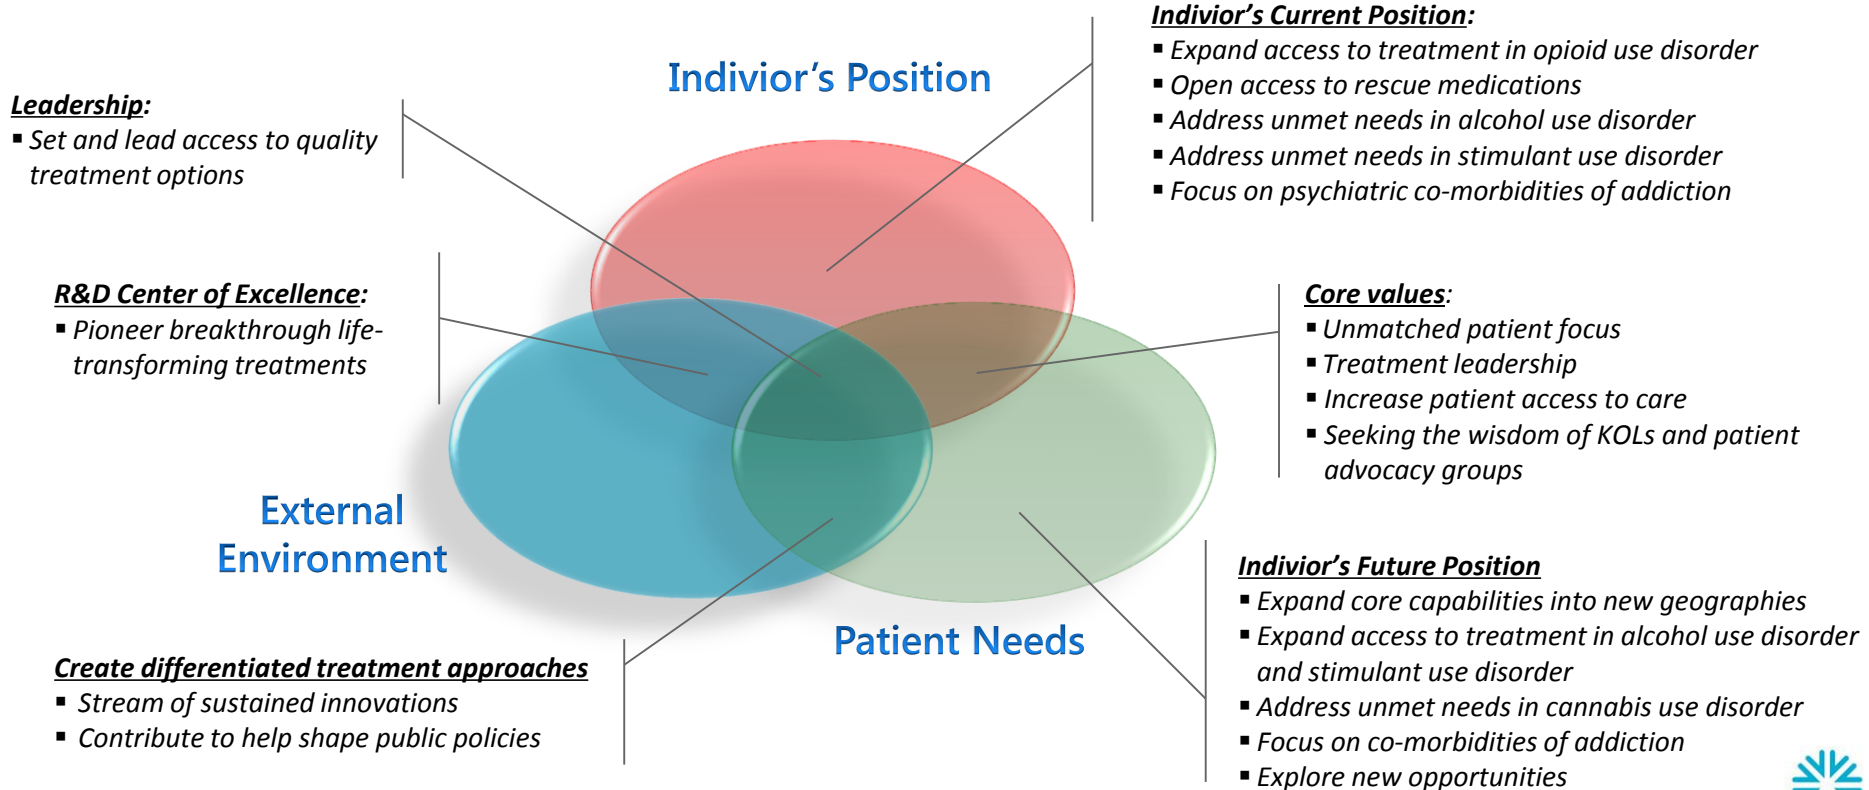 Indivior's Position
Indivior's Current Position:
▪ Expand access to treatment in opioid use disorder
▪ Open access to rescue medications
▪ Address unmet needs in alcohol use disorder
▪ Address unmet needs in stimulant use disorder
▪ Focus on psychiatric co-morbidities of addiction
Leadership:
▪ Set and lead access to quality
treatment options
R&D Center of Excellence:
▪ Pioneer breakthrough life-
transforming treatments
Core values:
▪ Unmatched patient focus
▪ Treatment leadership
▪ Increase patient access to care
▪ Seeking the wisdom of KOLs and patient
advocacy groups
External
Environment
Patient Needs
Create differentiated treatment approaches
▪ Stream of sustained innovations
▪ Contribute to help shape public policies
Indivior's Future Position
▪ Expand core capabilities into new geographies
▪ Expand access to treatment in alcohol use disorder
and stimulant use disorder
▪ Address unmet needs in cannabis use disorder
▪ Focus on co-morbidities of addiction
▪ Explore new opportunities